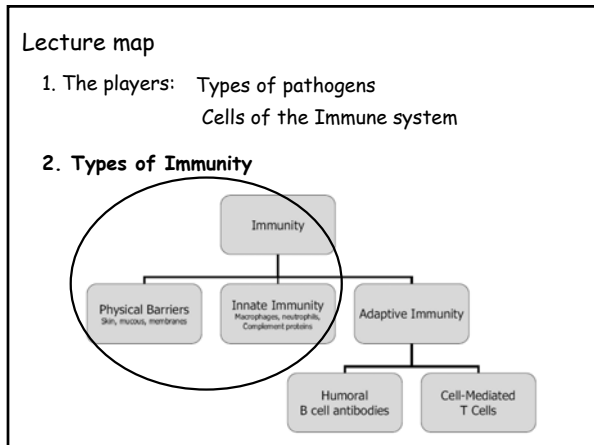 Lecture map
1. The players: Types of pathogens
Cells of the Immune system
2. Types of Immunity
Immunity
Physical Barriers
Skin, mucous, membranes
Innate Immunity
Macrophages, neutrophils,
Complement proteins
Adaptive Immunity
Humoral
B cell antibodies
Cell-Mediated
T Cells